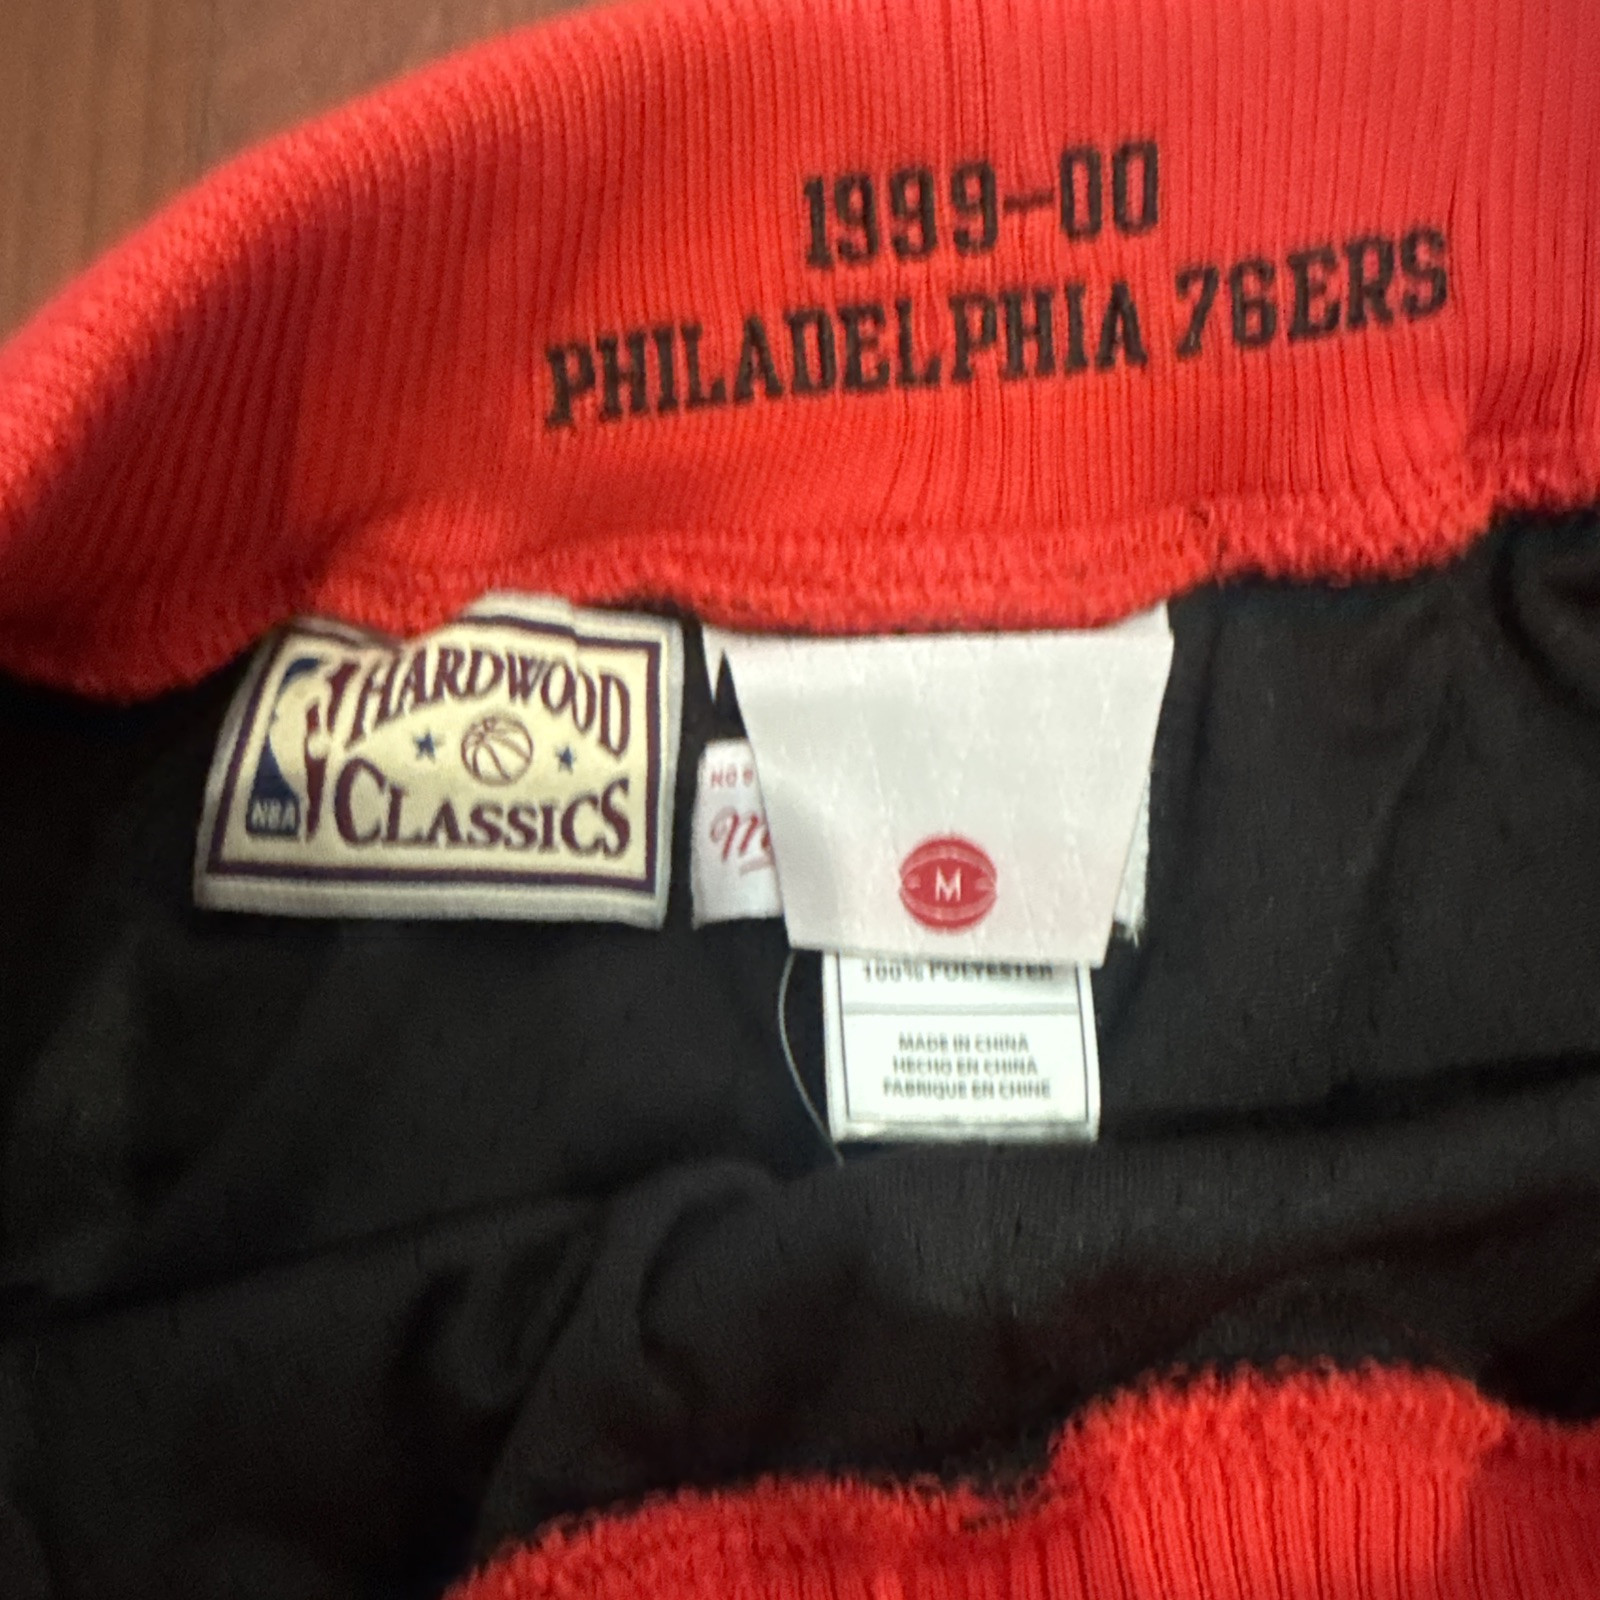 1999-00
PHILADELPHIA 76ERS
HARDWOOD
CLASSICS
NBA
M
100% POLYESTER
MADE IN CHINA
HECHO EN CHINA
FABRIQUE EN CHINE